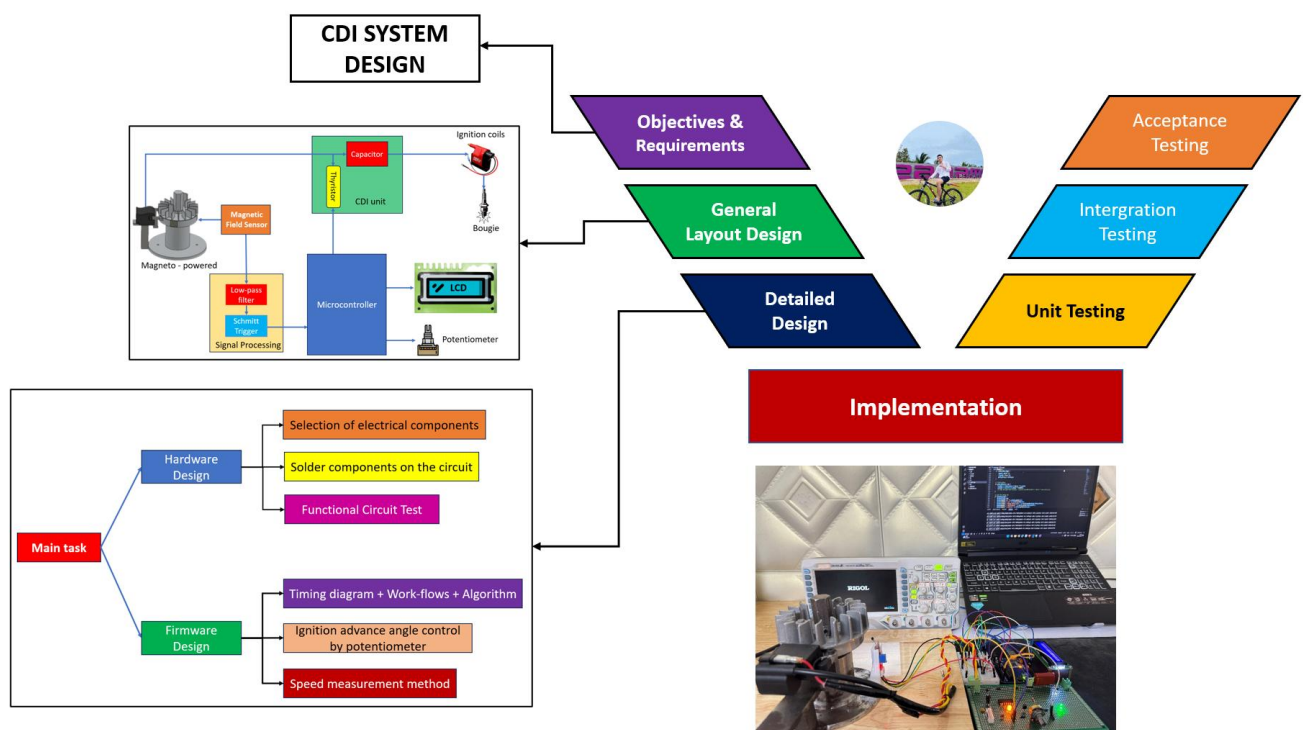 CDI SYSTEM
DESIGN
Objectives &
Requirements
Acceptance
Testing
General
Layout Design
Intergration
Testing
Detailed
Design
Unit Testing
Implementation
Ignition coils
Capacitor
Thyristor
CDI unit
Bougie
Magnetic
Field Sensor
Magneto - powered
Low-pass
filter
Schmitt
Trigger
Signal Processing
Microcontroller
LCD
Potentiometer
Main task
Hardware
Design
Selection of electrical components
Solder components on the circuit
Functional Circuit Test
Firmware
Design
Timing diagram + Work-flows + Algorithm
Ignition advance angle control
by potentiometer
Speed measurement method
RIGOL